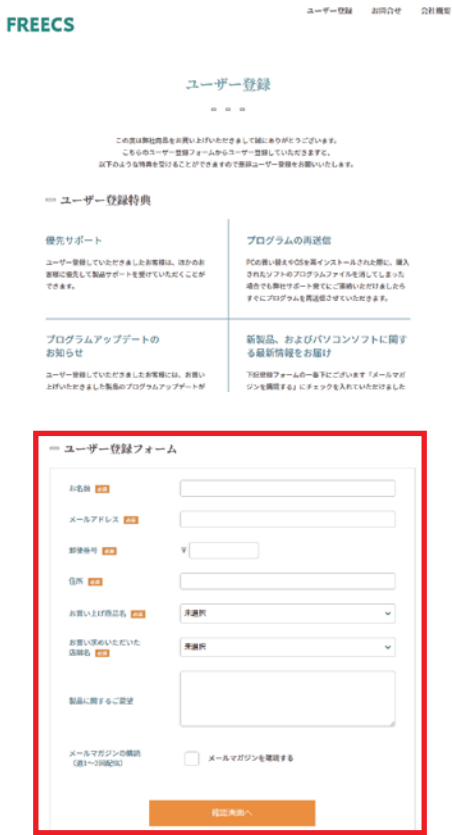 ユーザー登録 お問合せ 会社概要
FREECS
ユーザー登録
この度は弊社商品をお買い上げいただきまして誠にありがとうございます。
こちらのユーザー登録フォームからユーザー登録していただきますと、
以下のような特典を受けることができますので是非ユーザー登録をお願いいたします。
ユーザー登録特典
優先サポート
ユーザー登録していただきましたお客様は、ほかのお
客様に優先して製品サポートを受けていただくことが
できます。
プログラムの再送信
PCの買い替えやOSを再インストールされた際に、購入
されたソフトのプログラムファイルを消してしまった
場合でも弊社サポート宛てにご連絡いただけましたら
すぐにプログラムを再送信させていただきます。
プログラムアップデートの
お知らせ
ユーザー登録していただきましたお客様には、お買い
上げいただきました製品のプログラムアップデートが
新製品、およびパソコンソフトに関す
る最新情報をお届け
下記登録フォームの一番下にございます「メールマガ
ジンを購読する」にチェックを入れていただけました
ユーザー登録フォーム
お名前 必須
メールアドレス 必須
郵便番号 必須 〒
住所 必須
お買い上げ商品名 必須 未選択
お買い求めいただいた
店舗名 必須 未選択
製品に関するご要望
メールマガジンの購読
(週1～2回配信) メールマガジンを購読する
確認画面へ